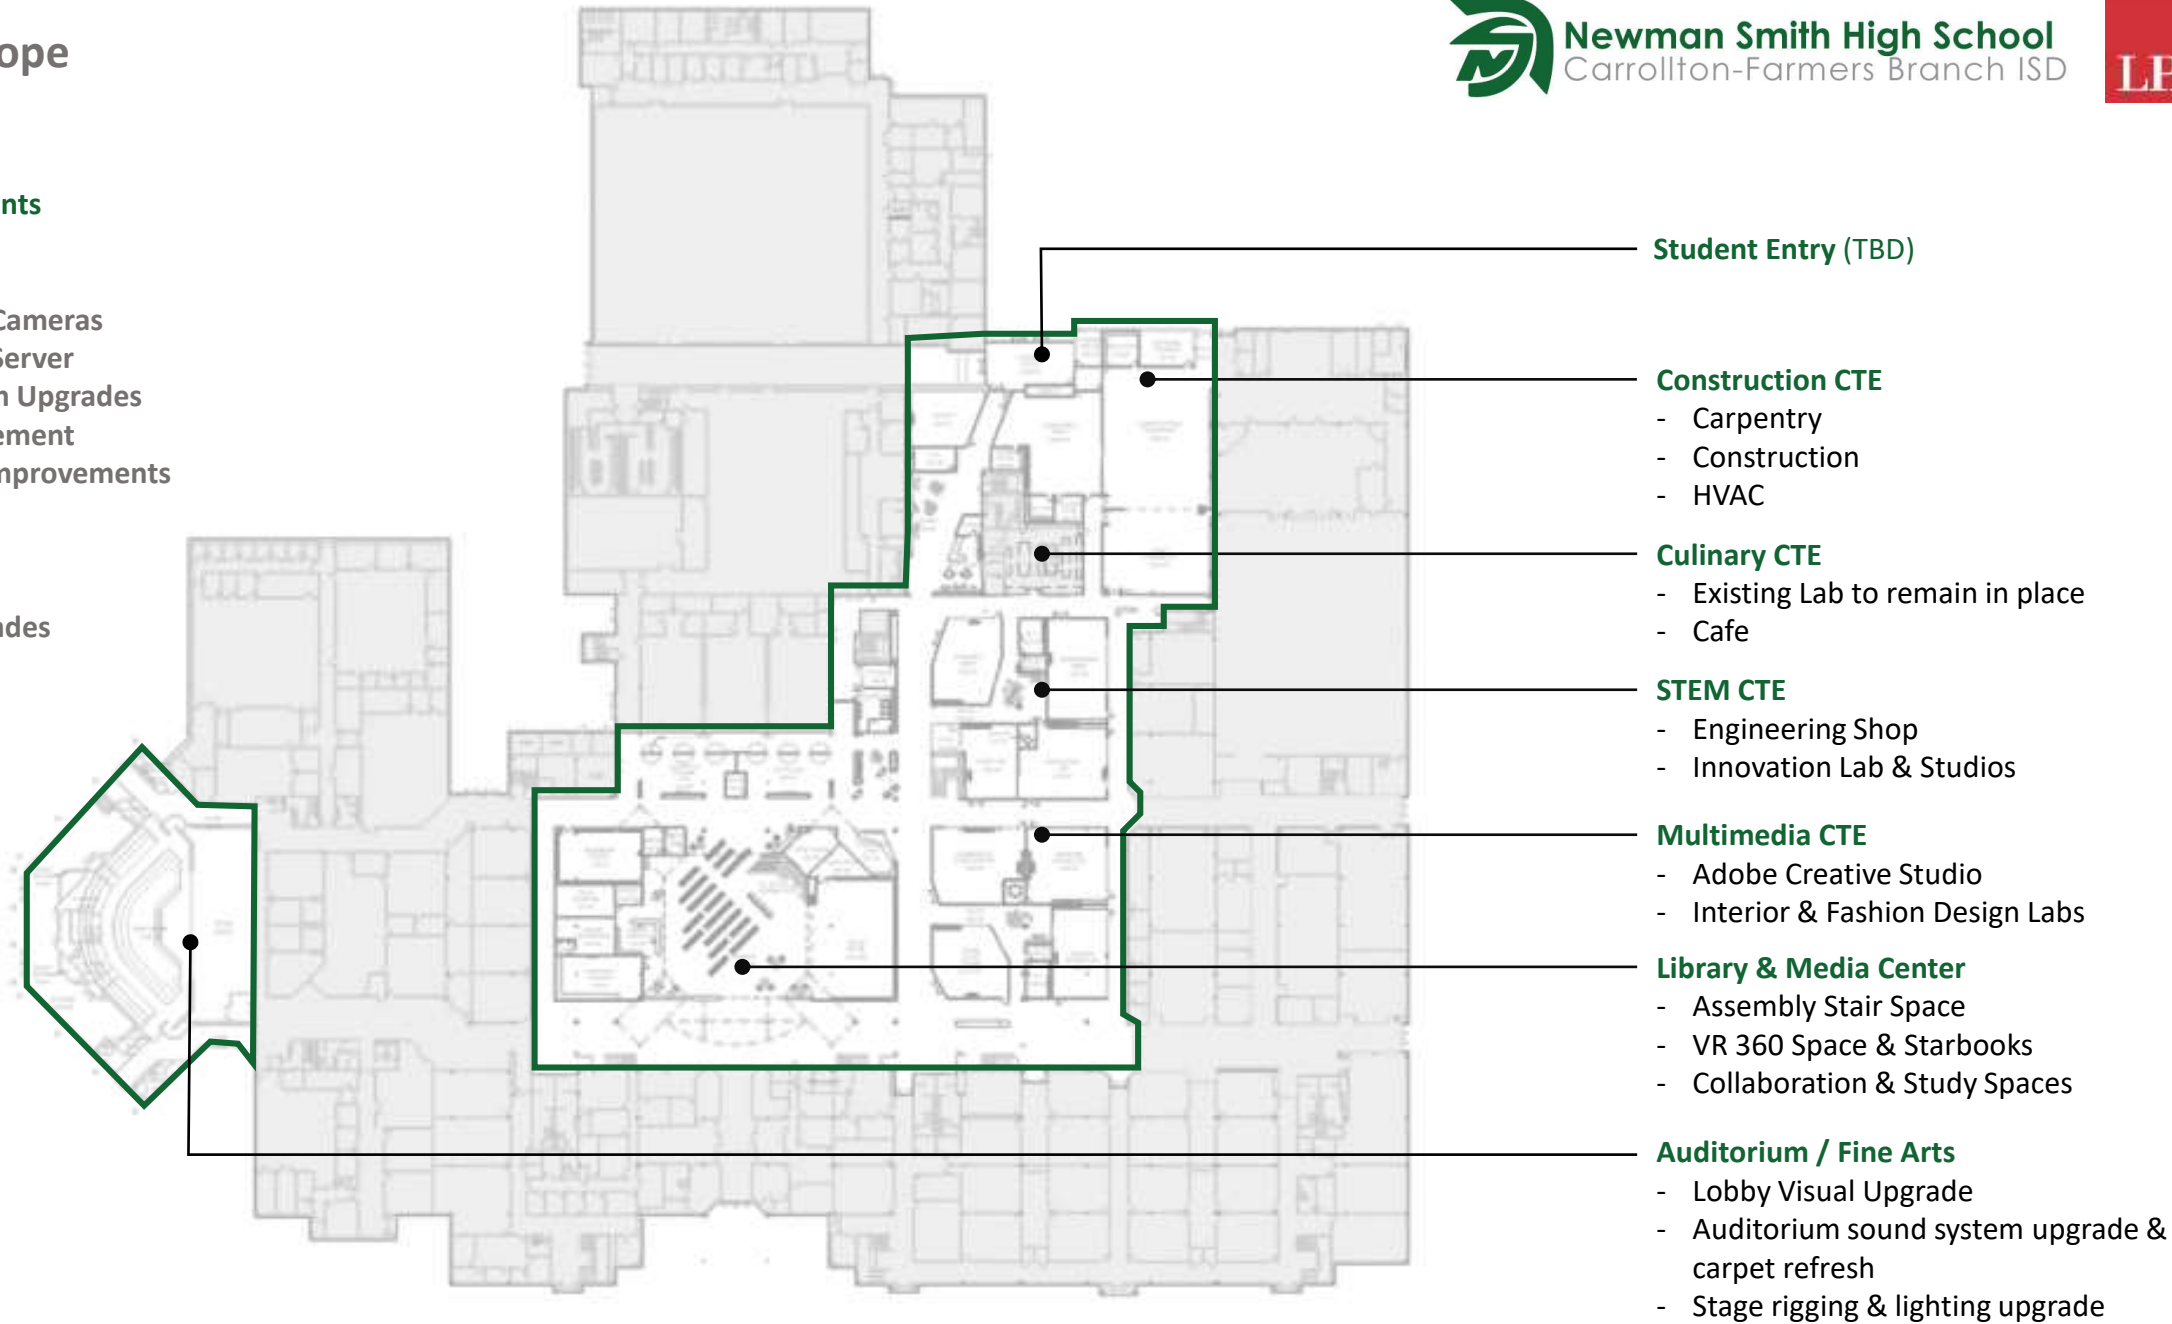 ope
Newman Smith High School
Carrollton-Farmers Branch ISD
nts
Cameras
Server
Upgrades
ement
mprovements
ades
Student Entry (TBD)
Construction CTE
- Carpentry
- Construction
- HVAC
Culinary CTE
- Existing Lab to remain in place
- Cafe
STEM CTE
- Engineering Shop
- Innovation Lab & Studios
Multimedia CTE
- Adobe Creative Studio
- Interior & Fashion Design Labs
Library & Media Center
- Assembly Stair Space
- VR 360 Space & Starbooks
- Collaboration & Study Spaces
Auditorium / Fine Arts
- Lobby Visual Upgrade
- Auditorium sound system upgrade &
carpet refresh
- Stage rigging & lighting upgrade